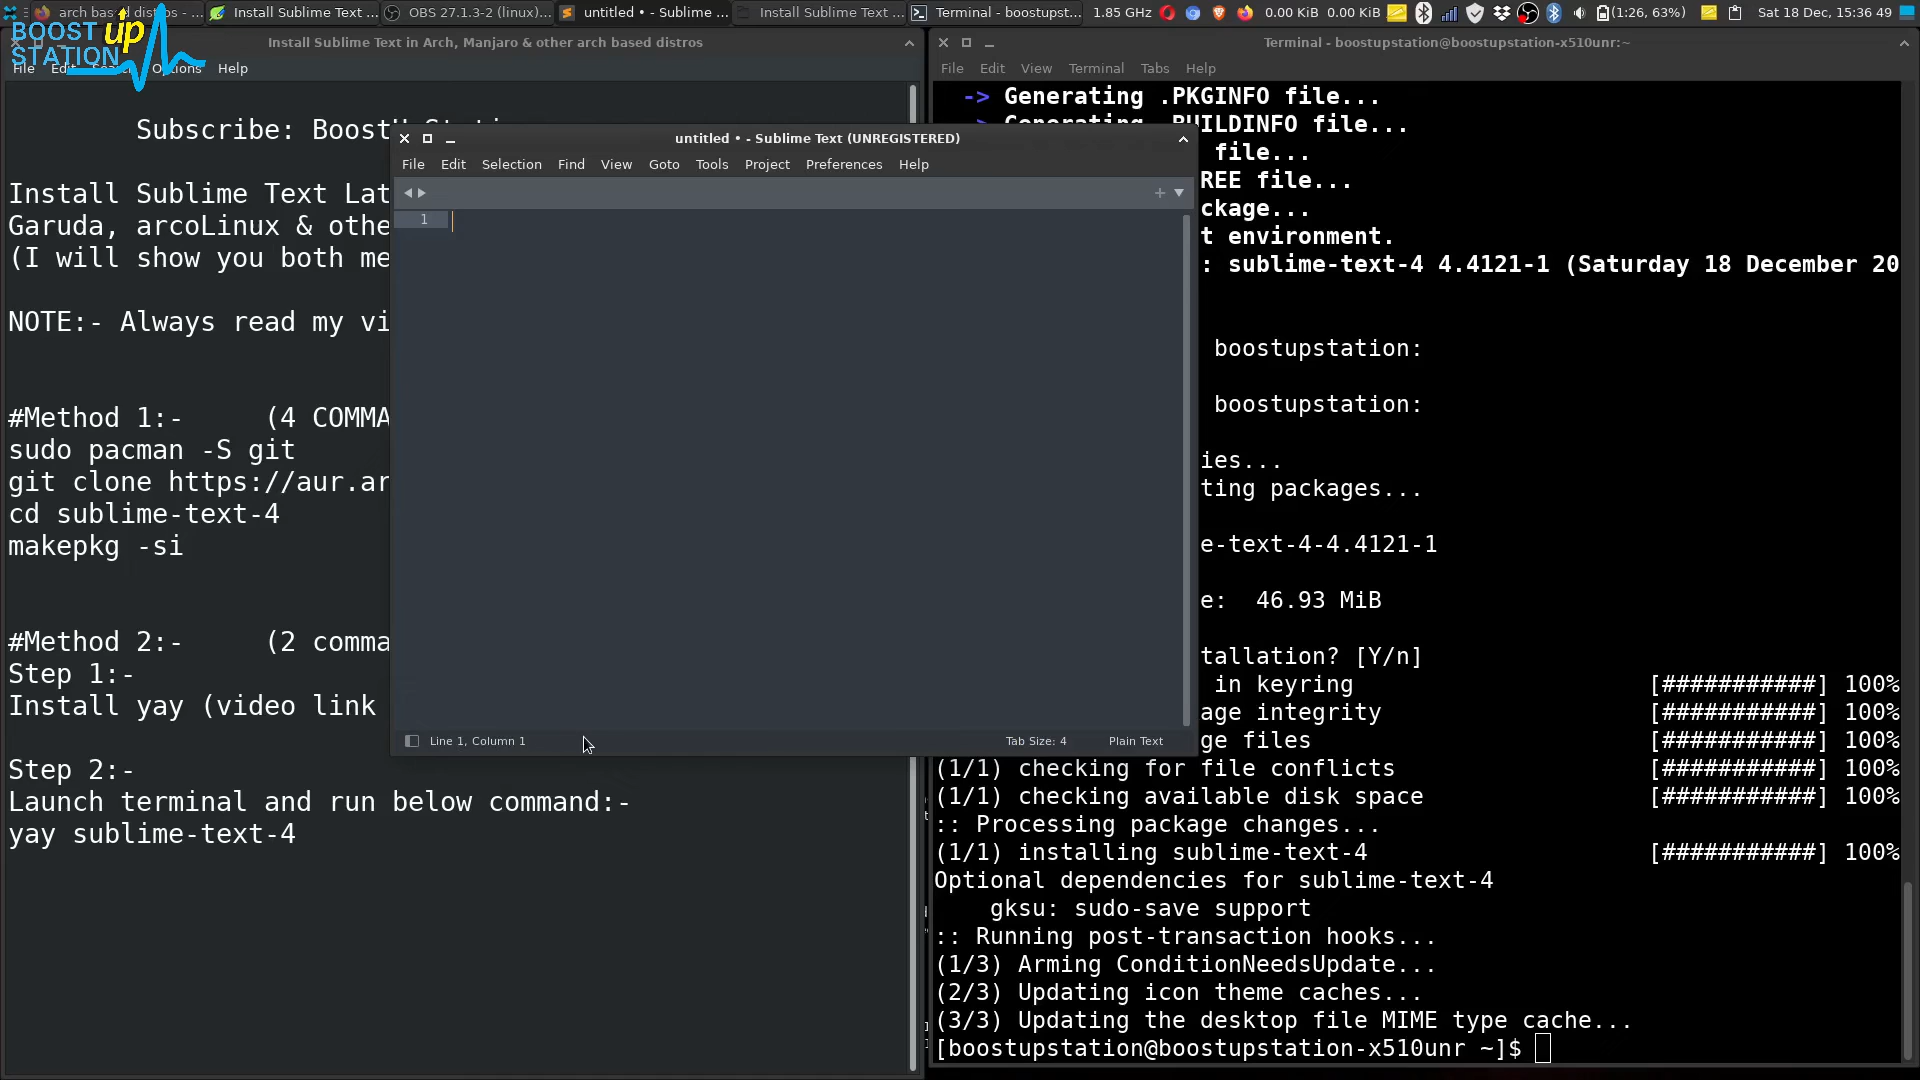 arch based distros - ...
Install Sublime Text ...
OBS 27.1.3-2 (linux)...
untitled • - Sublime ...
Install Sublime Text ...
Terminal - boostupst...
1.85 GHz
0.00 KiB 0.00 KiB
(1:26, 63%)
Sat 18 Dec, 15:36:49
BOOST up
STATION
Install Sublime Text in Arch, Manjaro & other arch based distros
File Edit Options Help
Subscribe:
Install Sublime Text
Garuda, arcoLinux &
(I will show you both
NOTE:- Always read my
#Method 1:- (4
sudo pacman -S git
git clone
cd sublime-text-4
makepkg -si
#Method 2:- (2
Step 1:-
Install yay (video link
Step 2:-
Launch terminal and run below command:-
yay sublime-text-4
untitled • - Sublime Text (UNREGISTERED)
File Edit Selection Find View Goto Tools Project Preferences Help
1
Line 1, Column 1
Tab Size: 4
Plain Text
Terminal - boostupstation@boostupstation-x510unr:~
File Edit View Terminal Tabs Help
-> Generating .PKGINFO file...
Generating .BUILDINFO file...
file...
REE file...
ckage...
t environment.
: sublime-text-4 4.4121-1 (Saturday 18 December 20
boostupstation:
boostupstation:
ies...
ting packages...
e-text-4-4.4121-1
e: 46.93 MiB
tallation? [Y/n]
in keyring [###########] 100%
age integrity [###########] 100%
ge files [###########] 100%
(1/1) checking for file conflicts [###########] 100%
(1/1) checking available disk space [###########] 100%
:: Processing package changes...
(1/1) installing sublime-text-4 [###########] 100%
Optional dependencies for sublime-text-4
gksu: sudo-save support
:: Running post-transaction hooks...
(1/3) Arming ConditionNeedsUpdate...
(2/3) Updating icon theme caches...
(3/3) Updating the desktop file MIME type cache...
[boostupstation@boostupstation-x510unr ~]$